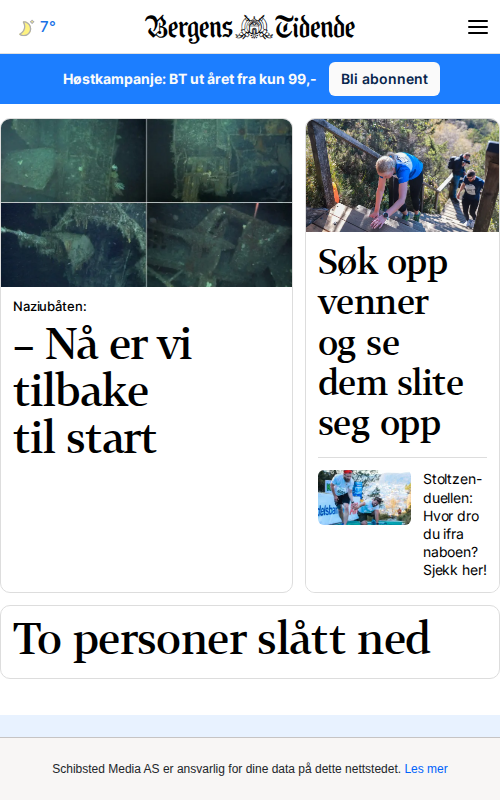 7°
Bergens Tidende
Høstkampanje: BT ut året fra kun 99,-
Bli abonnent
Naziubåten:
– Nå er vi
tilbake
til start
Søk opp
venner
og se
dem slite
seg opp
Stoltzen-
duellen:
Hvor dro
du ifra
naboen?
Sjekk her!
To personer slått ned
Schibsted Media AS er ansvarlig for dine data på dette nettstedet. Les mer